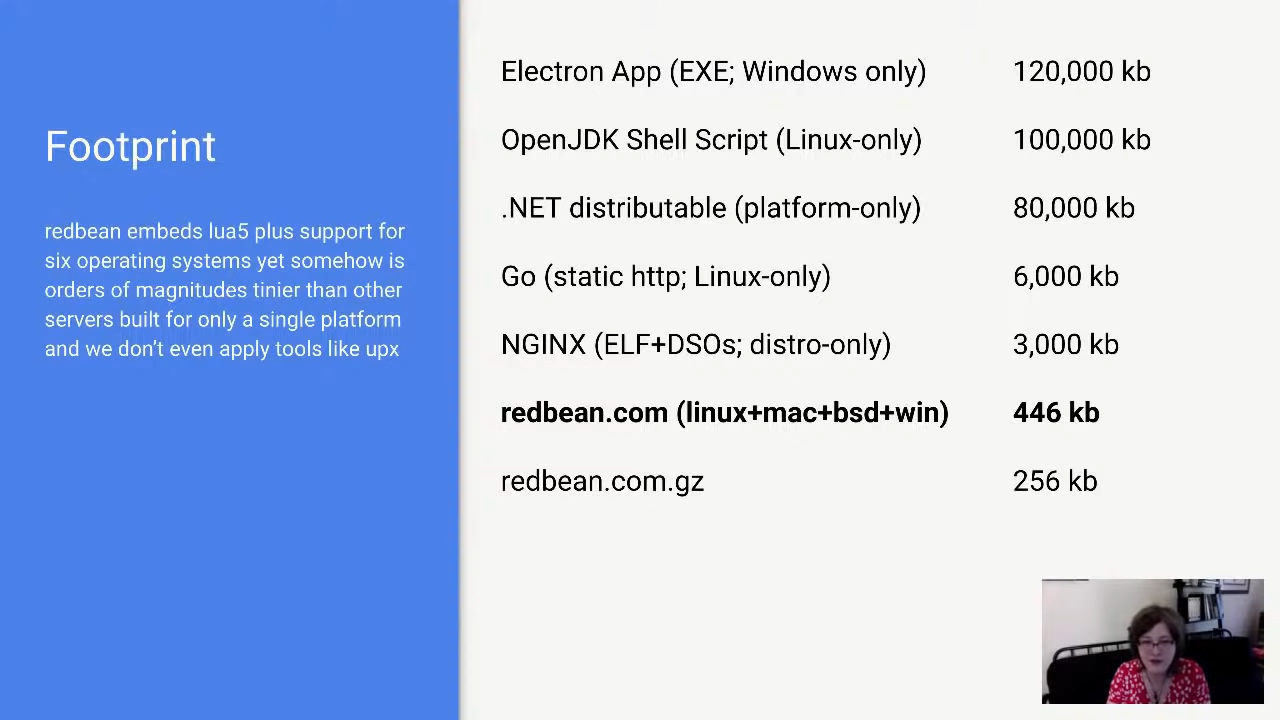 Footprint
redbean embeds lua5 plus support for
six operating systems yet somehow is
orders of magnitudes tinier than other
servers built for only a single platform
and we don't even apply tools like upx
Electron App (EXE; Windows only) 120,000 kb
OpenJDK Shell Script (Linux-only) 100,000 kb
.NET distributable (platform-only) 80,000 kb
Go (static http; Linux-only) 6,000 kb
NGINX (ELF+DSOs; distro-only) 3,000 kb
redbean.com (linux+mac+bsd+win) 446 kb
redbean.com.gz 256 kb